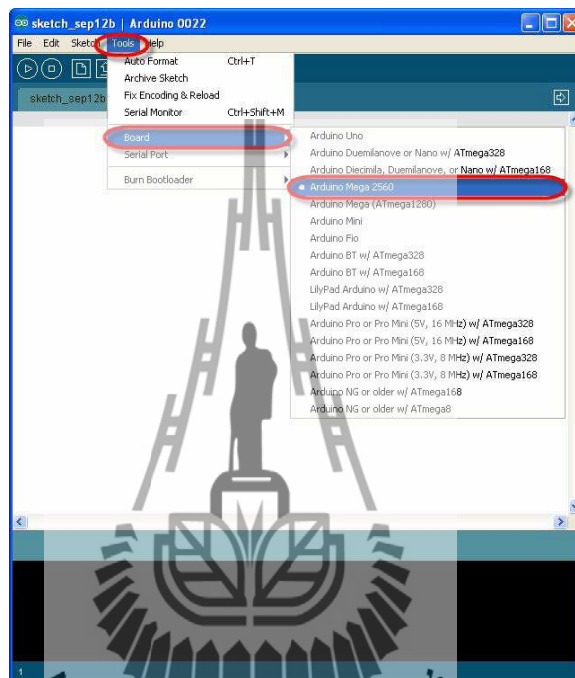 sketch_sep12b | Arduino 0022
File Edit Sketch Tools Help
sketch_sep12b
Auto Format Ctrl+T
Archive Sketch
Fix Encoding & Reload
Serial Monitor Ctrl+Shift+M
Board
Serial Port
Burn Bootloader
Arduino Uno
Arduino Duemilanove or Nano w/ ATmega328
Arduino Diecimila, Duemilanove, or Nano w/ ATmega168
Arduino Mega 2560
Arduino Mega (ATmega1280)
Arduino Mini
Arduino Fio
Arduino BT w/ ATmega328
Arduino BT w/ ATmega168
LilyPad Arduino w/ ATmega328
LilyPad Arduino w/ ATmega168
Arduino Pro or Pro Mini (5V, 16 MHz) w/ ATmega328
Arduino Pro or Pro Mini (5V, 16 MHz) w/ ATmega168
Arduino Pro or Pro Mini (3.3V, 8 MHz) w/ ATmega328
Arduino Pro or Pro Mini (3.3V, 8 MHz) w/ ATmega168
Arduino NG or older w/ ATmega168
Arduino NG or older w/ ATmega8
1